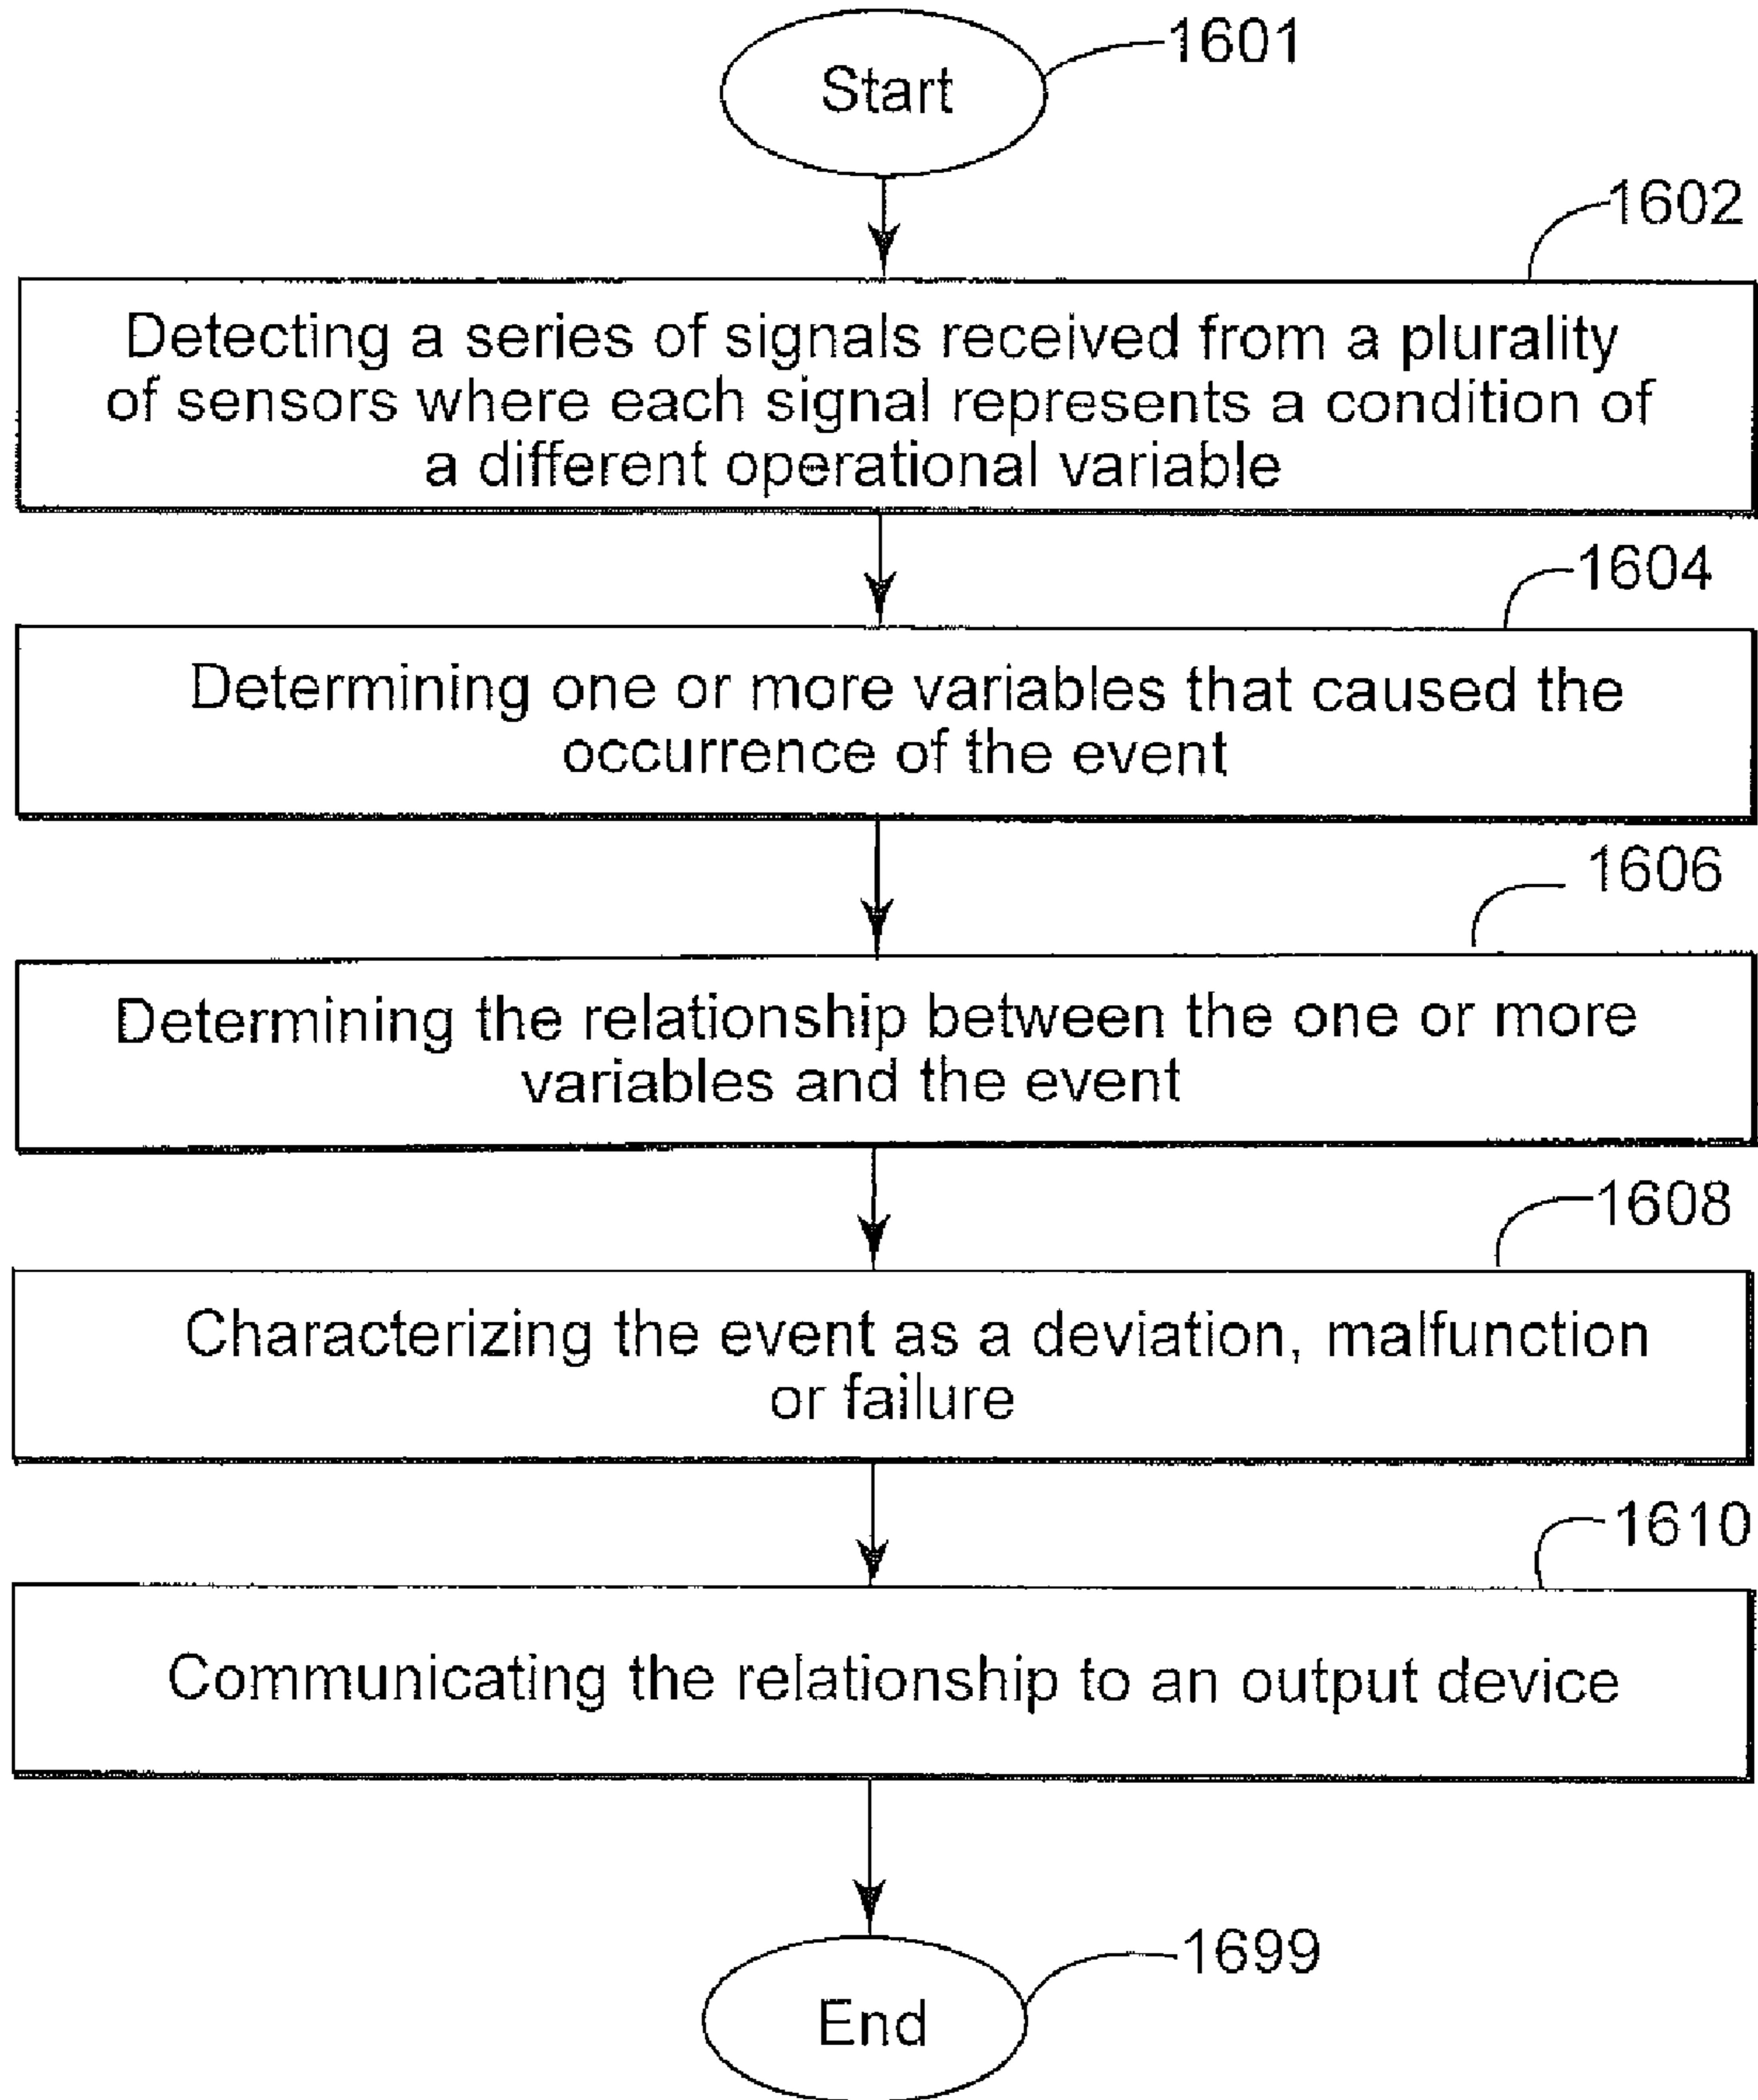 1601
Start
1602
Detecting a series of signals received from a plurality
of sensors where each signal represents a condition of
a different operational variable
1604
Determining one or more variables that caused the
occurrence of the event
1606
Determining the relationship between the one or more
variables and the event
1608
Characterizing the event as a deviation, malfunction
or failure
1610
Communicating the relationship to an output device
1699
End